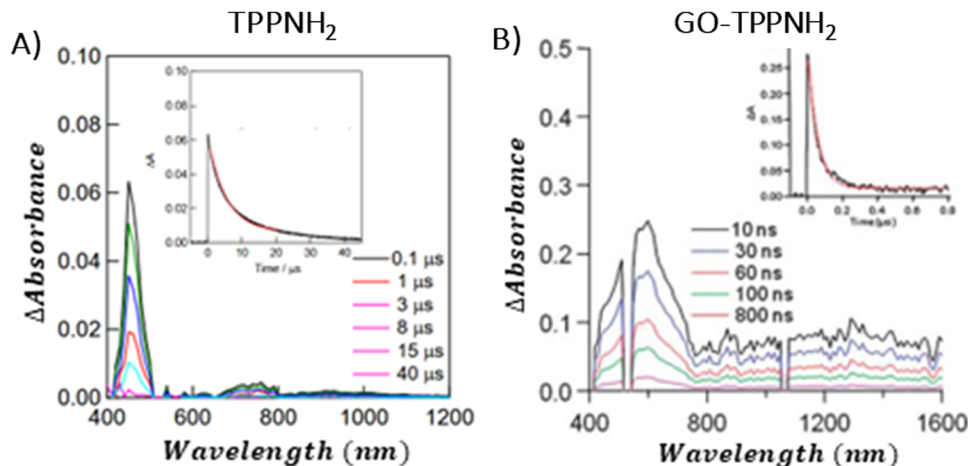 TPPNH₂
A)
0.10
0.08
0.06
0.04
0.02
0.00
400 600 800 1000 1200
Wavelength (nm)
ΔAbsorbance
0.10
0.08
0.06
0.04
0.02
0.00
ΔA
0 10 20 30 40
Time / μs
0.1 μs
1 μs
3 μs
8 μs
15 μs
40 μs
GO-TPPNH₂
B)
0.5
0.4
0.3
0.2
0.1
0.0
400 800 1200 1600
Wavelength (nm)
ΔAbsorbance
0.25
0.20
0.15
0.10
0.05
0.00
ΔA
0.0 0.2 0.4 0.6 0.8
Time(μs)
10 ns
30 ns
60 ns
100 ns
800 ns